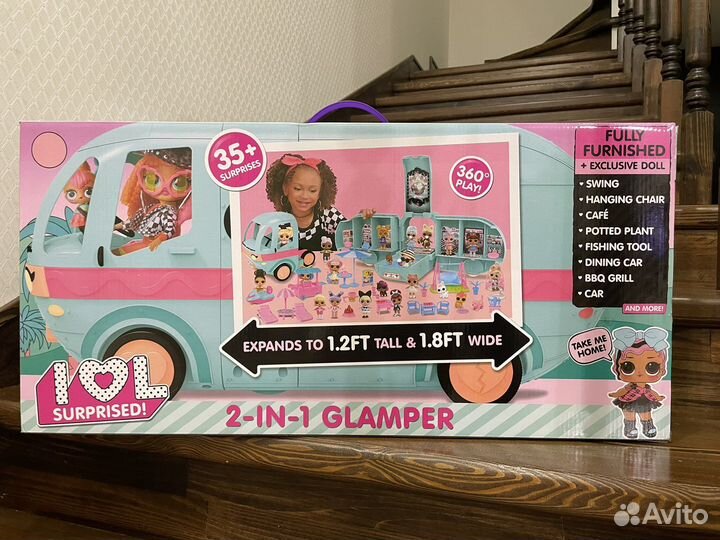 35+
SURPRISES
360°
PLAY!
FULLY
FURNISHED
+ EXCLUSIVE DOLL
• SWING
• HANGING CHAIR
• CAFÉ
• POTTED PLANT
• FISHING TOOL
• DINING CAR
• BBQ GRILL
• CAR
AND MORE!
EXPANDS TO 1.2FT TALL & 1.8FT WIDE
TAKE ME
HOME!
LOL
SURPRISED!
2-IN-1 GLAMPER
Avito